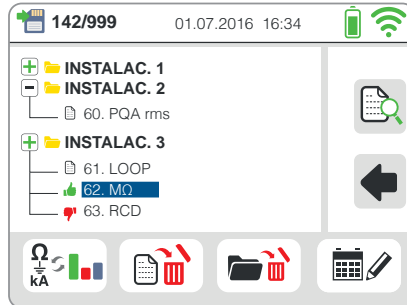 142/999 01.07.2016 16:34
INSTALAC. 1
INSTALAC. 2
60. PQA rms
INSTALAC. 3
61. LOOP
62. MΩ
63. RCD
Ω
kA